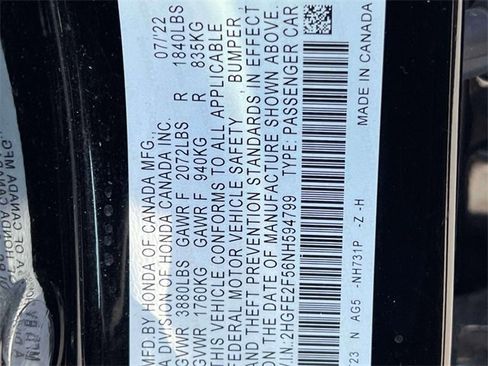 MFD.BY HONDA OF CANADA MFG. 07/22
A DIVISION OF HONDA CANADA INC.
GVWR 3880LBS GAWR F 2072LBS R 1840LBS
GVWR 1760KG GAWR F 940KG R 835KG
THIS VEHICLE CONFORMS TO ALL APPLICABLE
FEDERAL MOTOR VEHICLE SAFETY , BUMPER ,
AND THEFT PREVENTION STANDARDS IN EFFECT
ON THE DATE OF MANUFACTURE SHOWN ABOVE.
V.I.N: 2HGFE2F56NH594799 TYPE: PASSENGER CAR
23 N AG5 -NH731P -Z -H
MADE IN CANADA